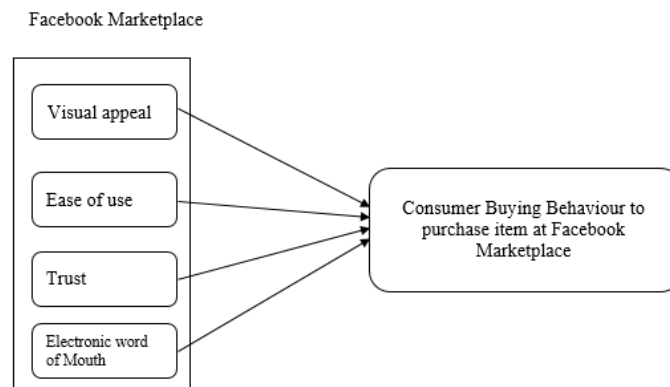 Facebook Marketplace
Visual appeal
Ease of use
Trust
Electronic word
of Mouth
Consumer Buying Behaviour to
purchase item at Facebook
Marketplace